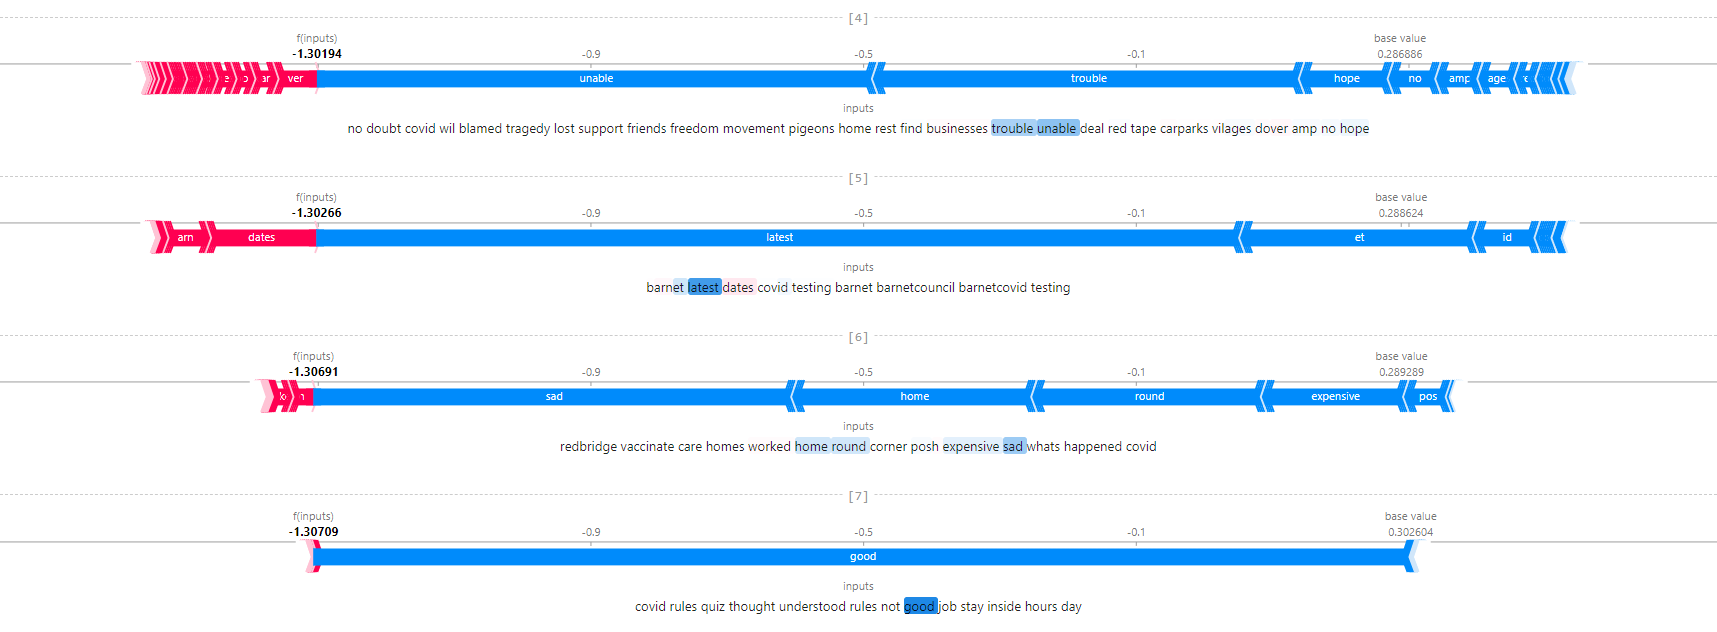 [4]
f(inputs) base value
-1.30194 -0.9 -0.5 -0.1 0.286886
ar ver unable trouble hope no amp age
inputs
no doubt covid wil blamed tragedy lost support friends freedom movement pigeons home rest find businesses trouble unable deal red tape carparks vilages dover amp no hope
[5]
f(inputs) base value
-1.30266 -0.9 -0.5 -0.1 0.288624
arn dates latest et id
inputs
barnet latest dates covid testing barnet barnetcouncil barnetcovid testing
[6]
f(inputs) base value
-1.30691 -0.9 -0.5 -0.1 0.289289
sad home round expensive pos
inputs
redbridge vaccinate care homes worked home round corner posh expensive sad whats happened covid
[7]
f(inputs) base value
-1.30709 -0.9 -0.5 -0.1 0.302604
good
inputs
covid rules quiz thought understood rules not good job stay inside hours day